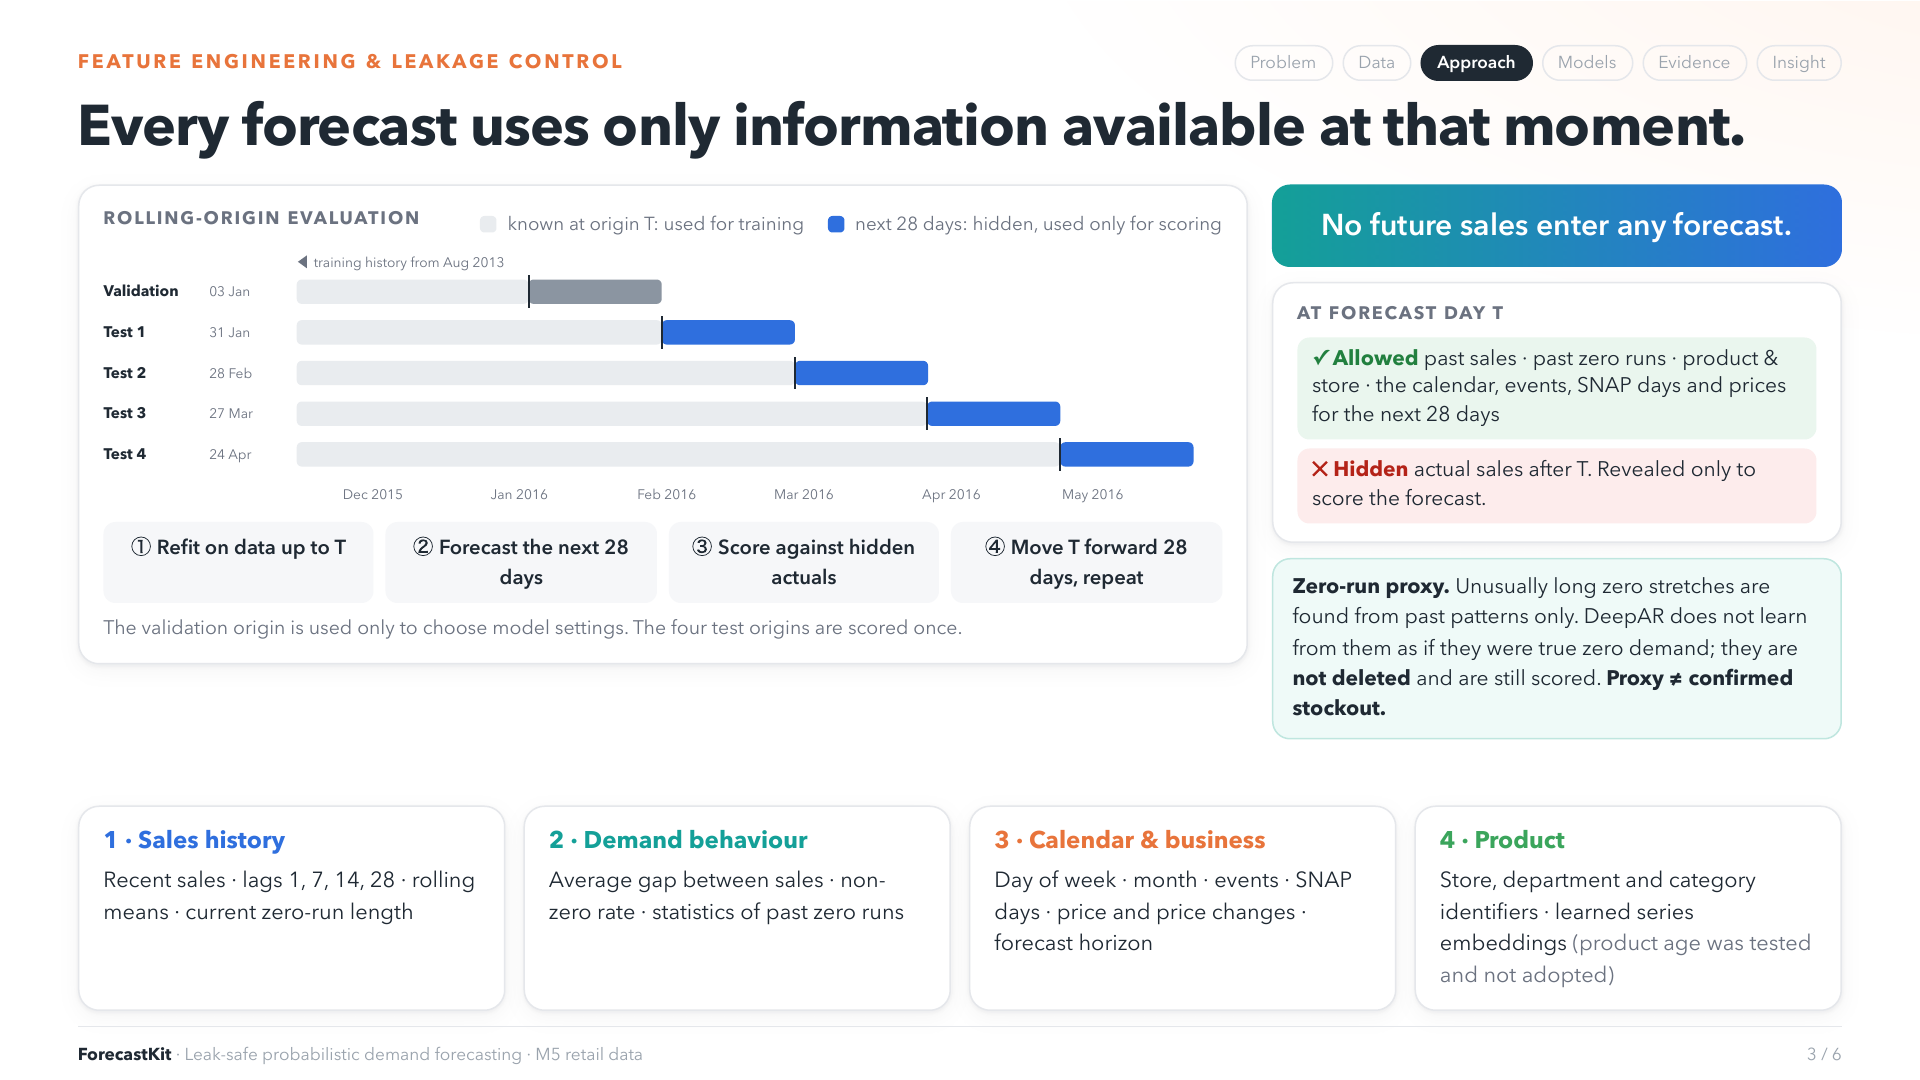 FEATURE ENGINEERING & LEAKAGE CONTROL
Problem
Data
Approach
Models
Evidence
Insight
Every forecast uses only information available at that moment.
ROLLING-ORIGIN EVALUATION
known at origin T: used for training
next 28 days: hidden, used only for scoring
◀ training history from Aug 2013
Validation 03 Jan
Test 1 31 Jan
Test 2 28 Feb
Test 3 27 Mar
Test 4 24 Apr
Dec 2015 Jan 2016 Feb 2016 Mar 2016 Apr 2016 May 2016
① Refit on data up to T
② Forecast the next 28
days
③ Score against hidden
actuals
④ Move T forward 28
days, repeat
The validation origin is used only to choose model settings. The four test origins are scored once.
No future sales enter any forecast.
AT FORECAST DAY T
✓ Allowed past sales · past zero runs · product &
store · the calendar, events, SNAP days and prices
for the next 28 days
✕ Hidden actual sales after T. Revealed only to
score the forecast.
Zero-run proxy. Unusually long zero stretches are
found from past patterns only. DeepAR does not learn
from them as if they were true zero demand; they are
not deleted and are still scored. Proxy ≠ confirmed
stockout.
1 · Sales history
Recent sales · lags 1, 7, 14, 28 · rolling
means · current zero-run length
2 · Demand behaviour
Average gap between sales · non-
zero rate · statistics of past zero runs
3 · Calendar & business
Day of week · month · events · SNAP
days · price and price changes ·
forecast horizon
4 · Product
Store, department and category
identifiers · learned series
embeddings (product age was tested
and not adopted)
ForecastKit · Leak-safe probabilistic demand forecasting · M5 retail data
3 / 6